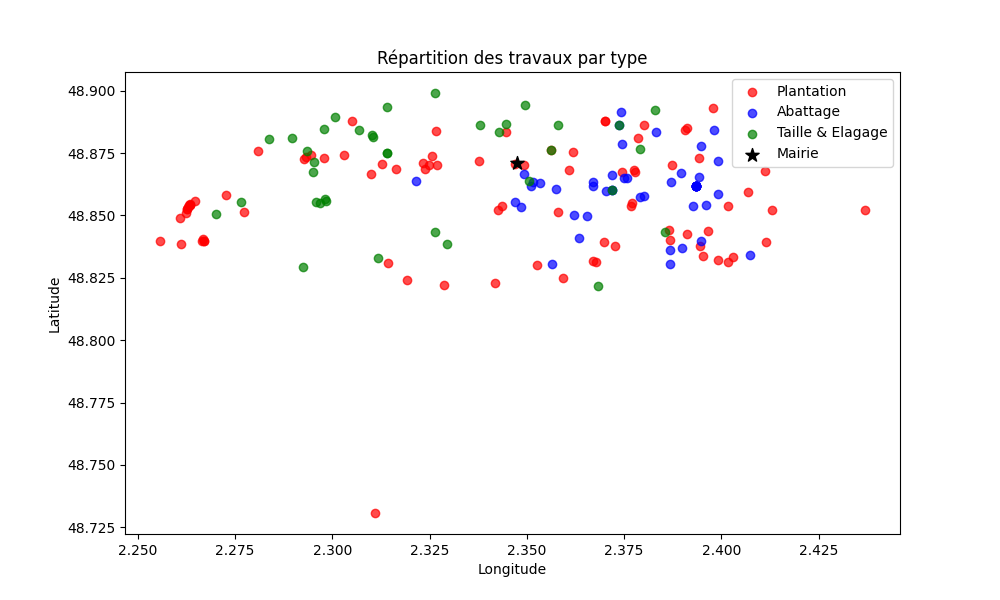 Répartition des travaux par type
48.900
48.875
48.850
48.825
48.800
48.775
48.750
48.725
Latitude
Plantation
Abattage
Taille & Elagage
Mairie
2.250 2.275 2.300 2.325 2.350 2.375 2.400 2.425
Longitude